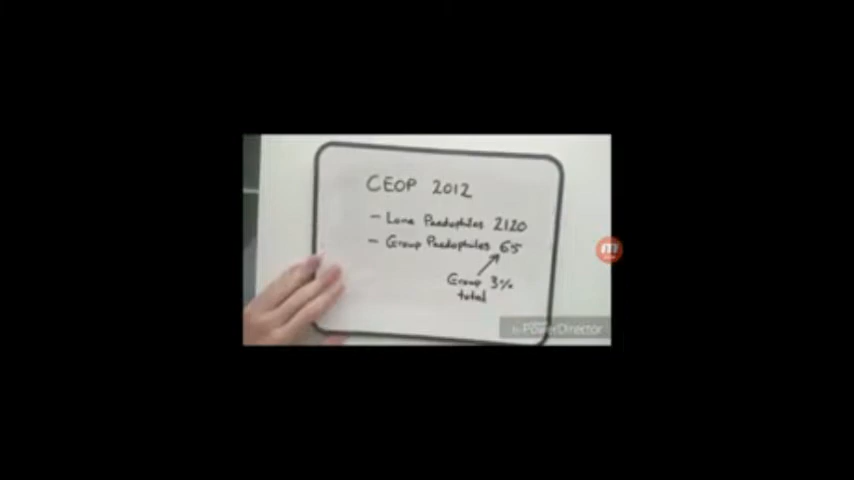 CEOP 2012
- Lone Paedophiles 2120
- Group Paedophiles 65
Group 3%
total
PowerDirector